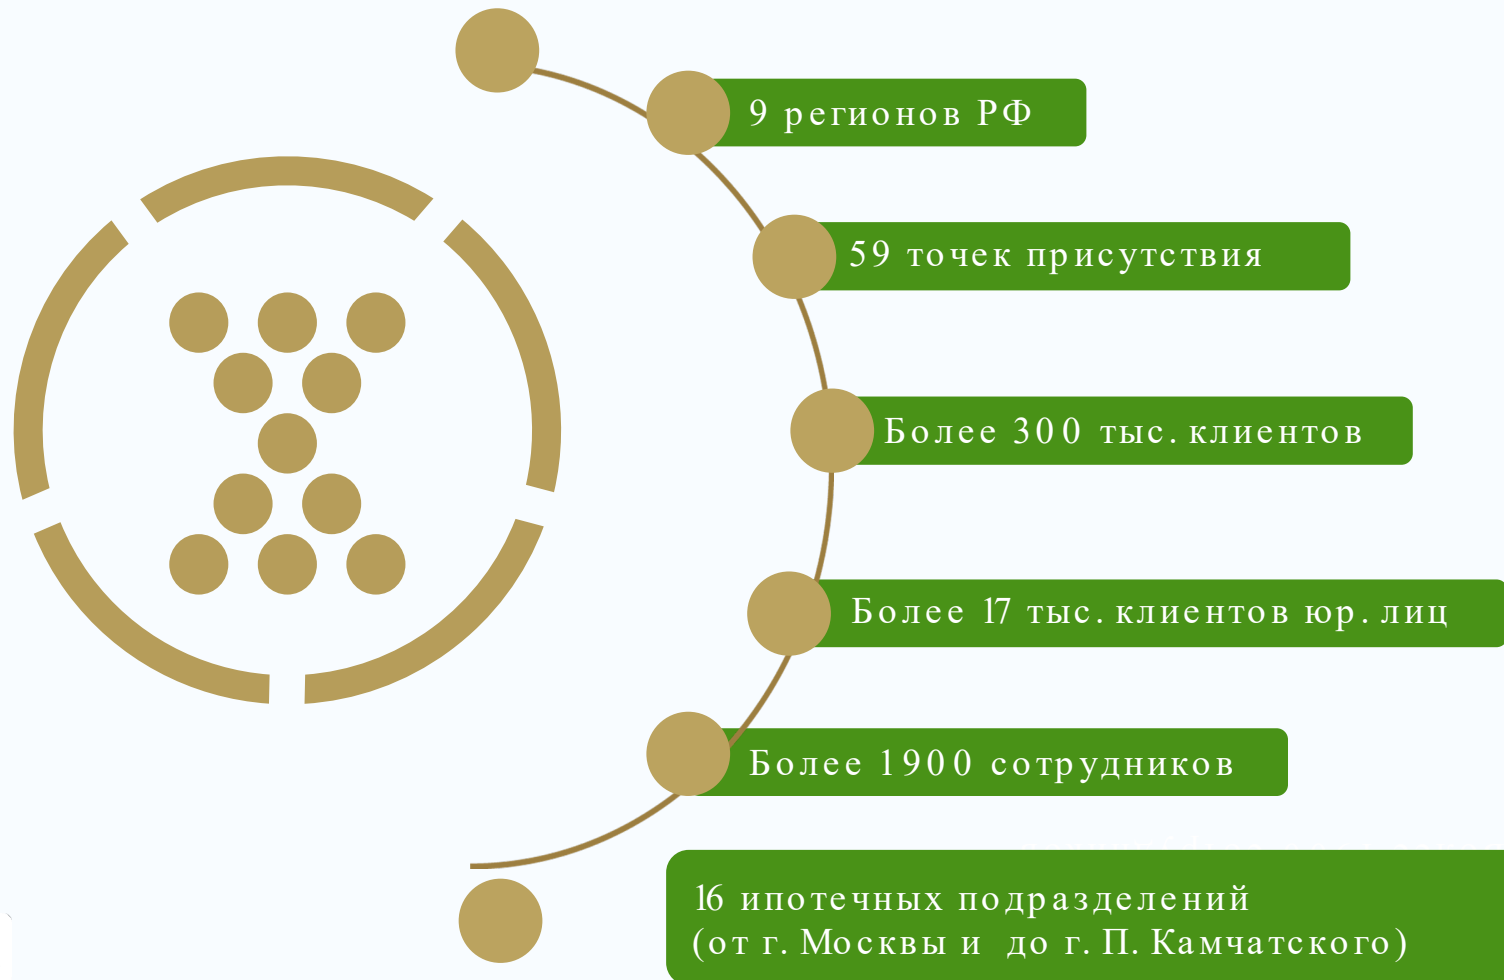 9 регионов РФ
59 точек присутствия
Более 300 тыс. клиентов
Более 17 тыс. клиентов юр. лиц
Более 1900 сотрудников
16 ипотечных подразделений
(от г. Москвы и до г. П. Камчатского)